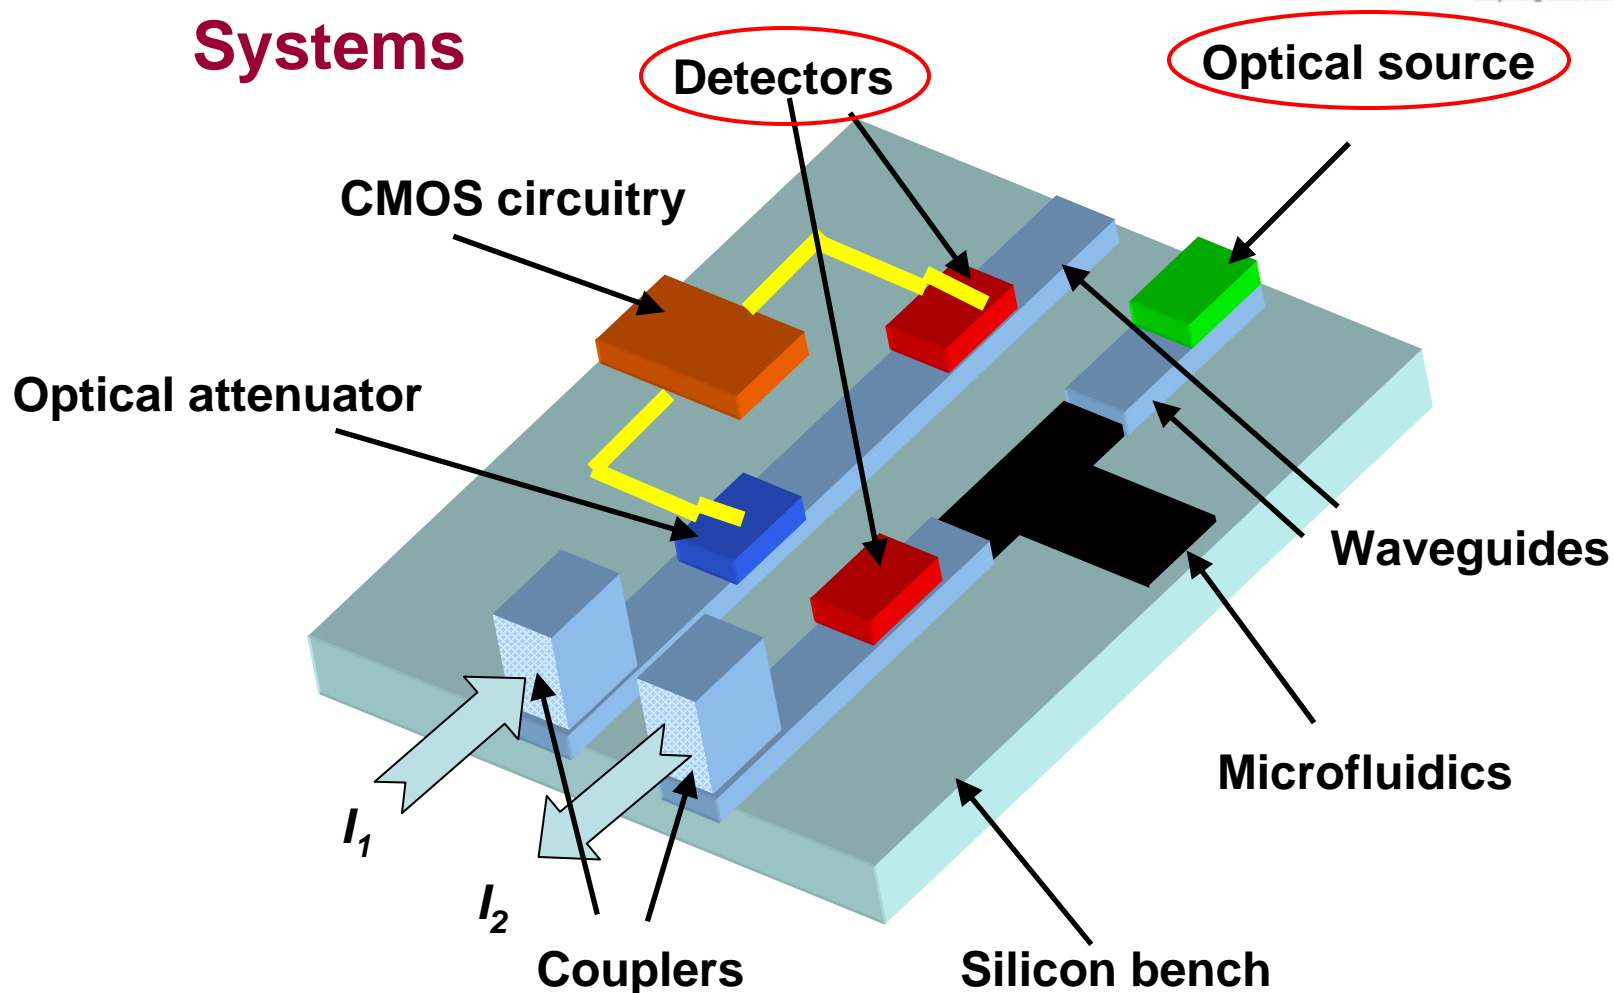 Systems
Detectors
Optical source
CMOS circuitry
Optical attenuator
Waveguides
Microfluidics
I1
I2
Couplers
Silicon bench